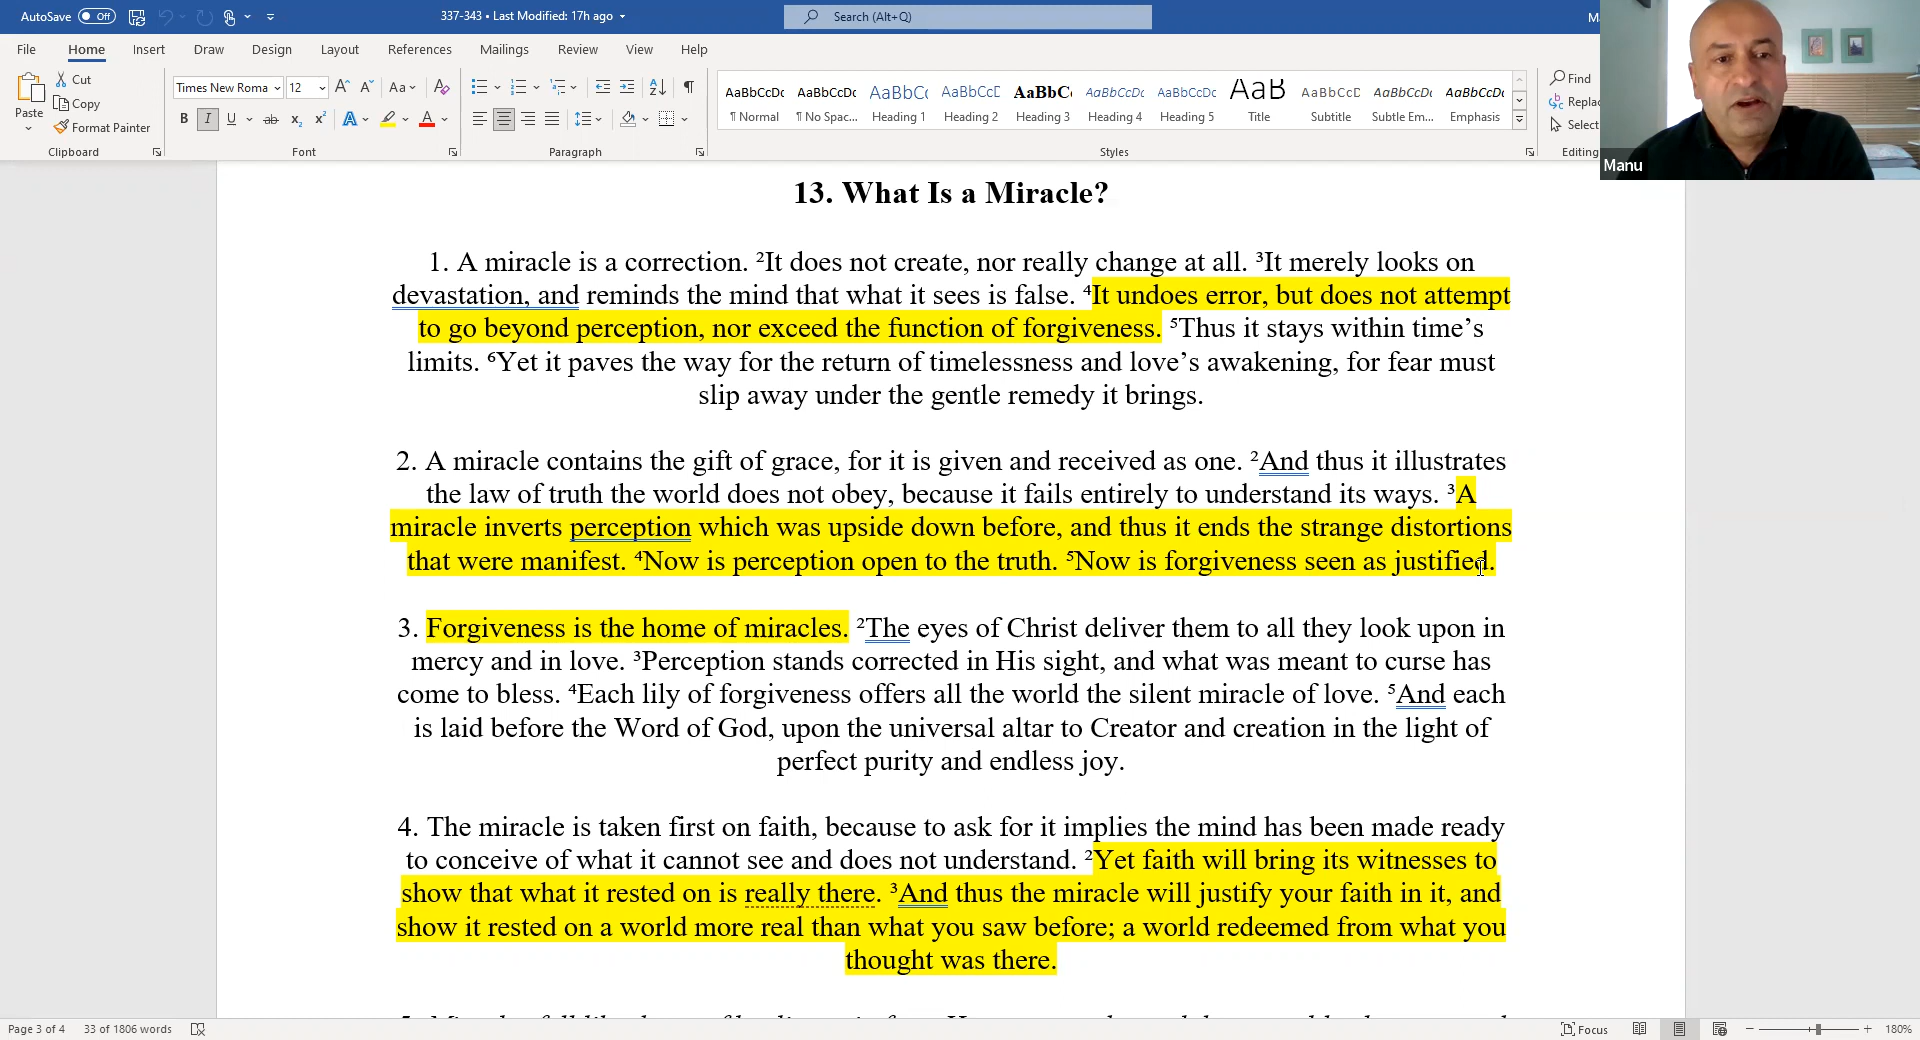 AutoSave Off 337-343 • Last Modified: 17h ago Search (Alt+Q)
File Home Insert Draw Design Layout References Mailings Review View Help
Paste Cut Copy Format Painter
Times New Roma 12
AaBbCcDc AaBbCcDc AaBbCc AaBbCcD AaBbCc AaBbCcDc AaBbCcDc AaB AaBbCcD AaBbCcDc AaBbCcDc
¶ Normal ¶ No Spac... Heading 1 Heading 2 Heading 3 Heading 4 Heading 5 Title Subtitle Subtle Em... Emphasis
Find
Replac
Select
Clipboard Font Paragraph Styles Editing
Manu
13. What Is a Miracle?
1. A miracle is a correction. ²It does not create, nor really change at all. ³It merely looks on
devastation, and reminds the mind that what it sees is false. ⁴It undoes error, but does not attempt
to go beyond perception, nor exceed the function of forgiveness. ⁵Thus it stays within time’s
limits. ⁶Yet it paves the way for the return of timelessness and love’s awakening, for fear must
slip away under the gentle remedy it brings.
2. A miracle contains the gift of grace, for it is given and received as one. ²And thus it illustrates
the law of truth the world does not obey, because it fails entirely to understand its ways. ³A
miracle inverts perception which was upside down before, and thus it ends the strange distortions
that were manifest. ⁴Now is perception open to the truth. ⁵Now is forgiveness seen as justified.
3. Forgiveness is the home of miracles. ²The eyes of Christ deliver them to all they look upon in
mercy and in love. ³Perception stands corrected in His sight, and what was meant to curse has
come to bless. ⁴Each lily of forgiveness offers all the world the silent miracle of love. ⁵And each
is laid before the Word of God, upon the universal altar to Creator and creation in the light of
perfect purity and endless joy.
4. The miracle is taken first on faith, because to ask for it implies the mind has been made ready
to conceive of what it cannot see and does not understand. ²Yet faith will bring its witnesses to
show that what it rested on is really there. ³And thus the miracle will justify your faith in it, and
show it rested on a world more real than what you saw before; a world redeemed from what you
thought was there.
Page 3 of 4 33 of 1806 words Focus 180%